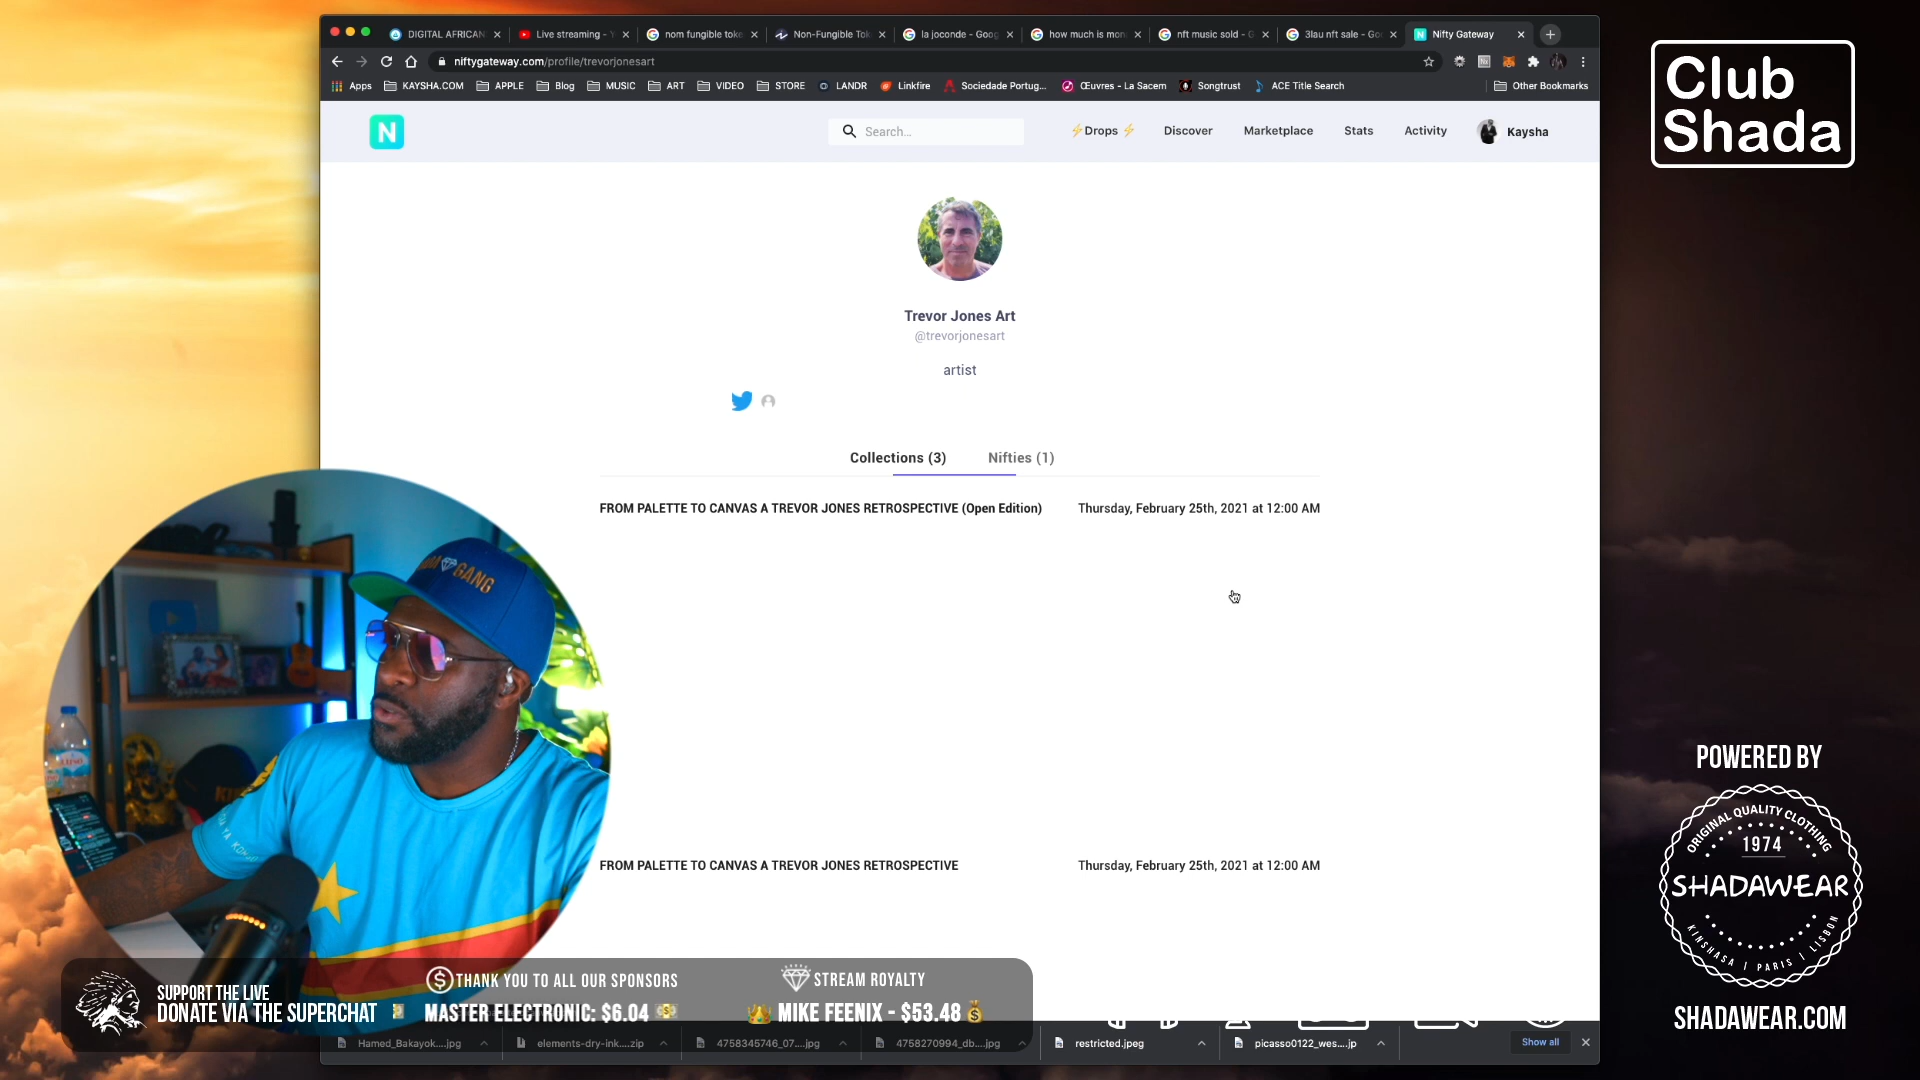 DIGITAL AFRICAN
Live streaming - Y
nom fungible toke
Non-Fungible Tok
la joconde - Goog
how much is mon
nft music sold - G
3lau nft sale - Go
Nifty Gateway
niftygateway.com/profile/trevorjonesart
Apps
KAYSHA.COM
APPLE
Blog
MUSIC
ART
VIDEO
STORE
LANDR
Linkfire
Sociedade Portug...
Œuvres - La Sacem
Songtrust
ACE Title Search
Other Bookmarks
N
Search...
⚡Drops⚡
Discover
Marketplace
Stats
Activity
Kaysha
Club
Shada
Trevor Jones Art
@trevorjonesart
artist
Collections (3)
Nifties (1)
FROM PALETTE TO CANVAS A TREVOR JONES RETROSPECTIVE (Open Edition)
Thursday, February 25th, 2021 at 12:00 AM
GANG
FROM PALETTE TO CANVAS A TREVOR JONES RETROSPECTIVE
Thursday, February 25th, 2021 at 12:00 AM
POWERED BY
ORIGINAL QUALITY CLOTHING
1974
SHADAWEAR
KINSHASA | PARIS | LISBON
SHADAWEAR.COM
SUPPORT THE LIVE
DONATE VIA THE SUPERCHAT
THANK YOU TO ALL OUR SPONSORS
MASTER ELECTRONIC: $6.04
STREAM ROYALTY
MIKE FEENIX - $53.48
Hamed_Bakayok....jpg
elements-dry-ink....zip
4758345746_07....jpg
4758270994_db....jpg
restricted.jpeg
picasso0122_wes....jp
Show all